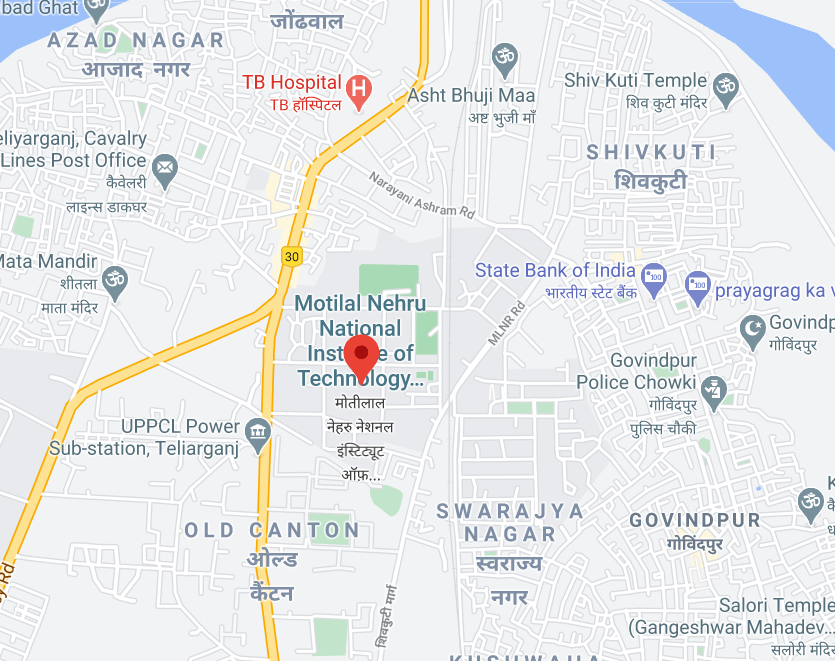 bad Ghat
AZAD NAGAR
आजाद नगर
जोंढवाल
TB Hospital
TB हॉस्पिटल
Asht Bhuji Maa
अष्ट भुजी माँ
Shiv Kuti Temple
शिव कुटी मंदिर
eliyarganj, Cavalry
Lines Post Office
कैवेलरी
लाइन्स डाकघर
SHIVKUTI
शिवकुटी
Narayani Ashram Rd
30
Mata Mandir
शीतला
माता मंदिर
State Bank of India
भारतीय स्टेट बैंक
prayagrag ka v
Motilal Nehru
National
Institute of
Technology...
मोतीलाल
नेहरु नेशनल
इंस्टिट्यूट
ऑफ़...
MLNR Rd
Govindp
गोविंदपुर
Govindpur
Police Chowki
गोविंदपुर
पुलिस चौकी
UPPCL Power
Sub-station, Teliarganj
OLD CANTON
ओल्ड
कैंटन
SWARAJYA
NAGAR
स्वराज्य
नगर
GOVINDPUR
गोविंदपुर
K
कै
शिवकुटी मार्ग
y Rd
Salori Temple
(Gangeshwar Mahadev...
सलोरी मंदिर
KUSHWAHA